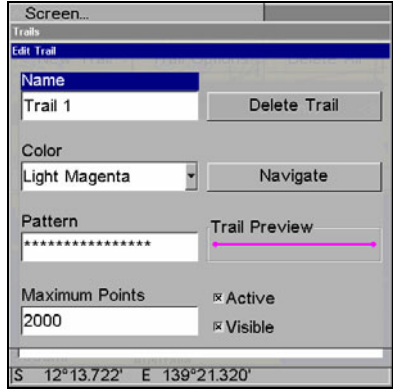 Screen...
Trails
Edit Trail
Name
Trail 1
Delete Trail
Color
Light Magenta
Navigate
Pattern
****************
Trail Preview
Maximum Points
2000
Active
Visible
S 12°13.722' E 139°21.320'